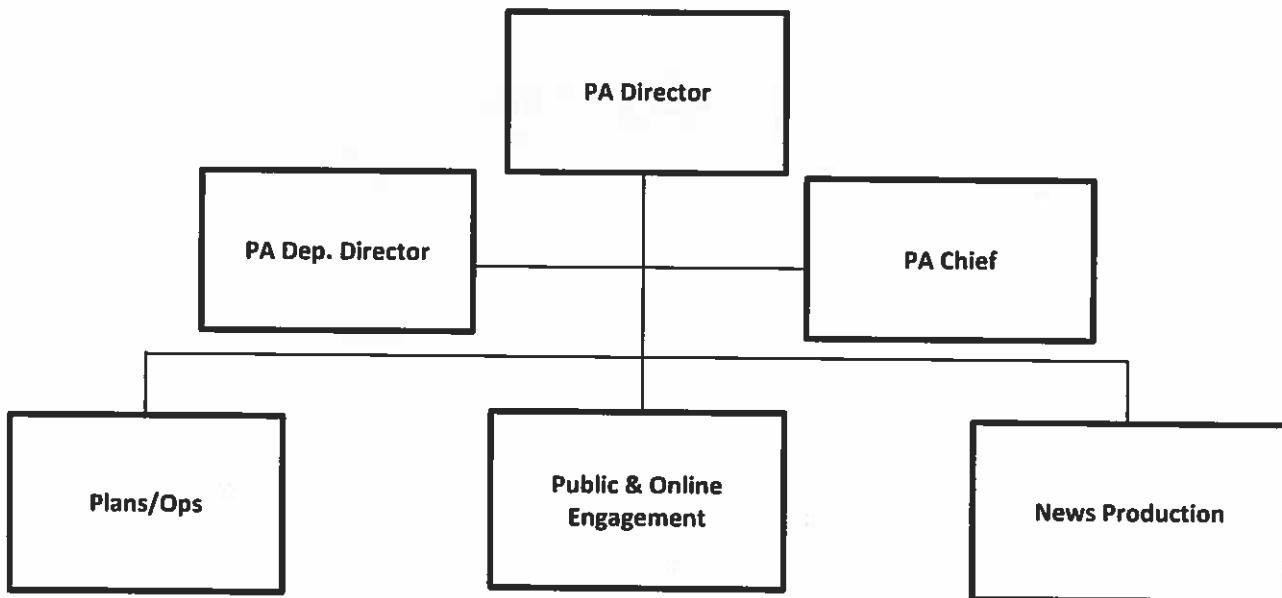 PA Director
PA Dep. Director
PA Chief
Plans/Ops
Public & Online
Engagement
News Production